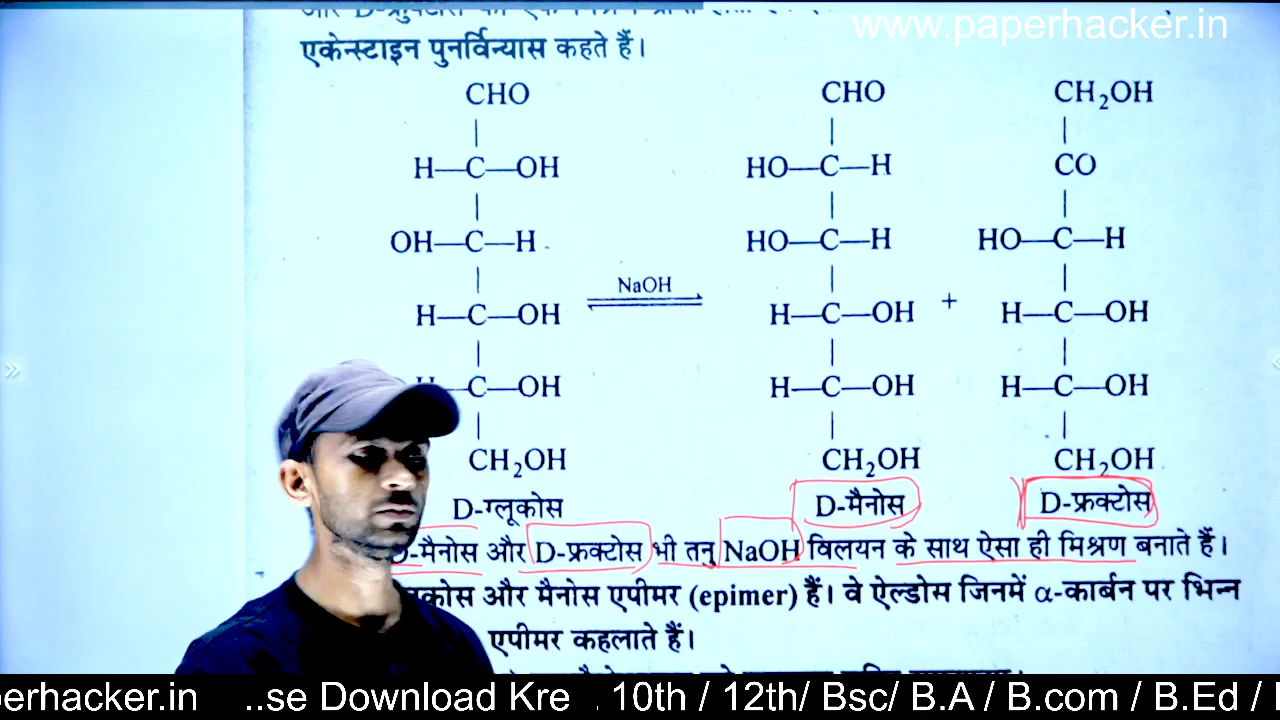 www.paperhacker.in
एकेन्स्टाइन पुनर्विन्यास कहते हैं।
CHO CHO CH₂OH
H—C—OH HO—C—H CO
OH—C—H HO—C—H HO—C—H
NaOH
H—C—OH H—C—OH + H—C—OH
C—OH H—C—OH H—C—OH
CH₂OH CH₂OH CH₂OH
D-ग्लूकोस D-मैनोस D-फ्रक्टोस
D-मैनोस और D-फ्रक्टोस भी तनु NaOH विलयन के साथ ऐसा ही मिश्रण बनाते हैं।
और मैनोस एपीमर (epimer) हैं। वे ऐल्डोस जिनमें α-कार्बन पर भिन्न
एपीमर कहलाते हैं।
perhacker.in ..se Download Kre . 10th / 12th/ Bsc/ B.A / B.com / B.Ed /